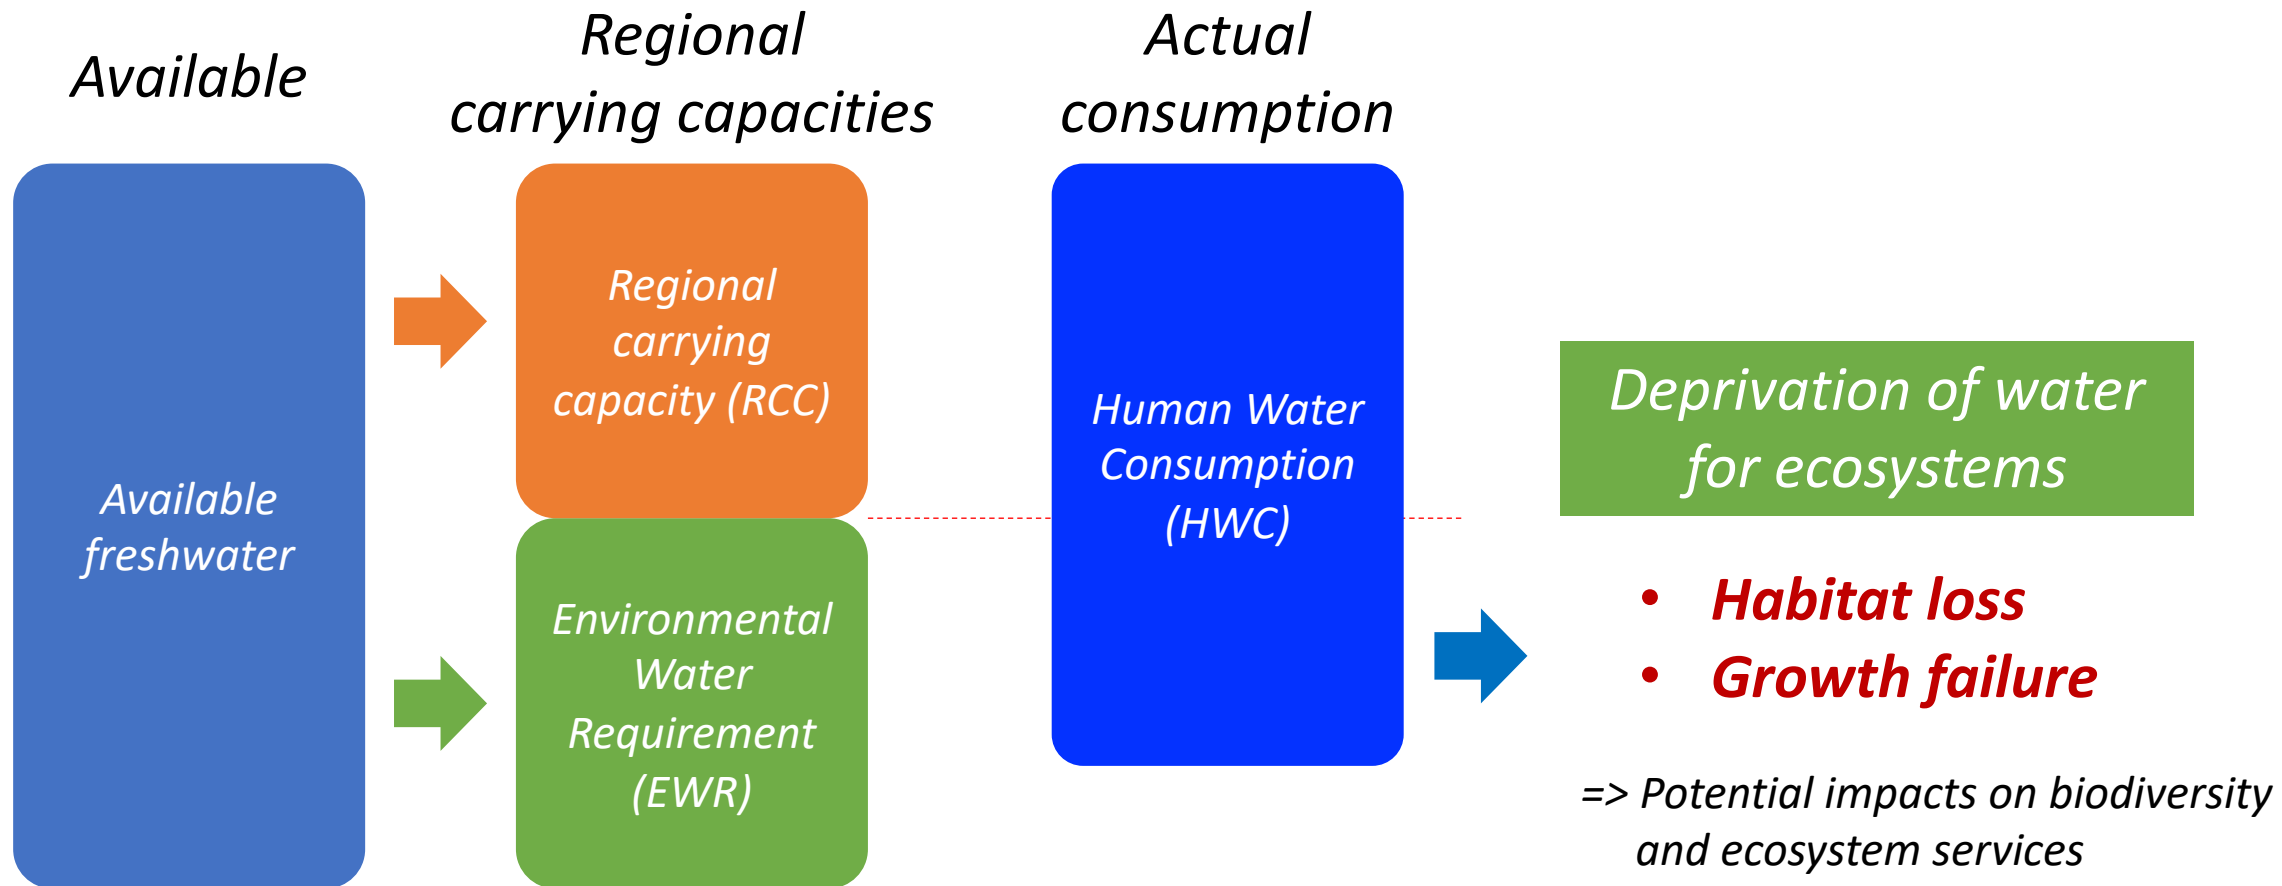 Available
Regional
carrying capacities
Actual
consumption
Available
freshwater
Regional
carrying
capacity (RCC)
Environmental
Water
Requirement
(EWR)
Human Water
Consumption
(HWC)
Deprivation of water
for ecosystems
• Habitat loss
• Growth failure
=> Potential impacts on biodiversity
and ecosystem services